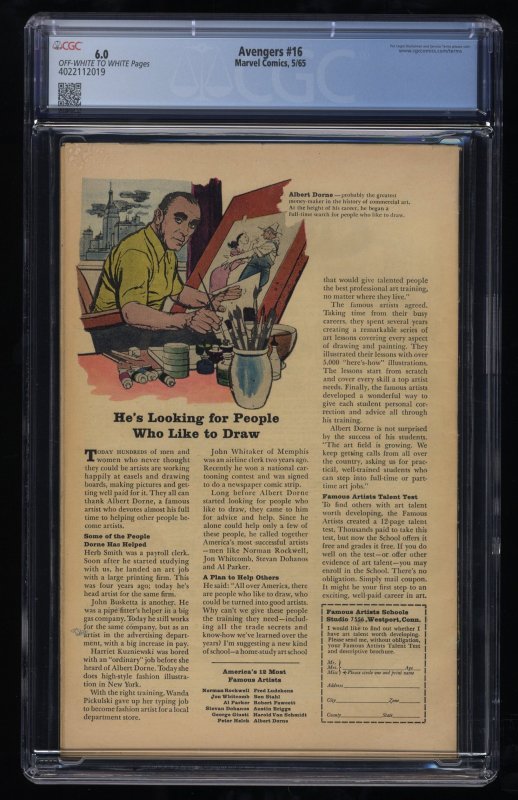 CGC
6.0
OFF-WHITE TO WHITE Pages
4022112019
Avengers #16
Marvel Comics, 5/65
www.cgccomics.com/terms
CGC
Albert Dorne — probably the greatest
money-maker in the history of commercial art.
At the height of his career, he began a
full-time search for people who like to draw.
He's Looking for People
Who Like to Draw
TODAY HUNDREDS OF men and
women who never thought
they could be artists are working
happily at easels and drawing
boards, making pictures and get-
ting well paid for it. They all can
thank Albert Dorne, a famous
artist who devotes almost his full
time to helping other people be-
come artists.
Some of the People
Dorne Has Helped
Herb Smith was a payroll clerk.
Soon after he started studying
with us, he landed an art job
with a large printing firm. This
was four years ago; today he's
head artist.
John Busketta is another. He
was a pipe-fitter's helper in a big
gas company. Today he still works
for the same company, but as an
artist in the advertising depart-
ment, with a big increase in pay.
Harriet Kuzniewski was bored
with an "ordinary" job before she
heard of Albert Dorne. Today she
does high-style fashion illustra-
tion in New York.
With the right training, Wanda
Pickulski gave up her typing job
to become fashion artist for a local
department store.
John Whitaker of Memphis
was an airline clerk two years ago.
Recently he won a national car-
tooning contest and was signed
to do a newspaper comic strip.
Long before Albert Dorne
started looking for people who
like to draw, they came to him
for advice and help. Since he
alone could help only a few of
these people, he called together
America's most successful artists
—men like Norman Rockwell,
Jon Whitcomb, Stevan Dohanos
and Al Parker.
A Plan to Help Others
He said: "All over America, there
are people who like to draw, who
could be turned into good artists.
Why can't we give these people
the training they need—includ-
ing all the trade secrets and
know-how we've learned over the
years? I'm suggesting a new kind
of school—a home-study art school
America's 12 Most
Famous Artists
Norman Rockwell Fred Ludekens
Jon Whitcomb Ben Stahl
Al Parker Robert Fawcett
Stevan Dohanos Austin Briggs
George Giusti Harold Von Schmidt
Peter Helck Albert Dorne
that would give talented people
the best professional art training,
no matter where they live."
The famous artists agreed.
Taking time from their busy
careers, they spent several years
creating a remarkable series of
art lessons covering every aspect
of drawing and painting. They
illustrated their lessons with over
5,000 "here's-how" illustrations.
The lessons start from scratch
and cover every skill a top artist
needs. Finally, the famous artists
developed a wonderful way to
give each student personal cor-
rection and advice all through
his training.
Albert Dorne is not surprised
by the success of his students.
"The art field is growing. We
keep getting calls from all over
the country, asking us for prac-
tical, well-trained students who
can step into full-time or part-
time art jobs."
Famous Artists Talent Test
To find others with art talent
worth developing, the Famous
Artists created a 12-page talent
test. Thousands paid to take this
test, but now the School offers it
free and grades it free. If you do
well on the test—or offer other
evidence of art talent—you may
enroll in the School. There's no
obligation. Simply mail coupon.
It might be your first step to an
exciting, well-paid career in art.
Famous Artists Schools
Studio 7556, Westport, Conn.
I would like to find out whether I
have art talent worth developing.
Please send me, without obligation,
your Famous Artists Talent Test
and descriptive brochure.
Mr.
Mrs. Age
Miss Please circle one and print name
Address
City Zone
County State